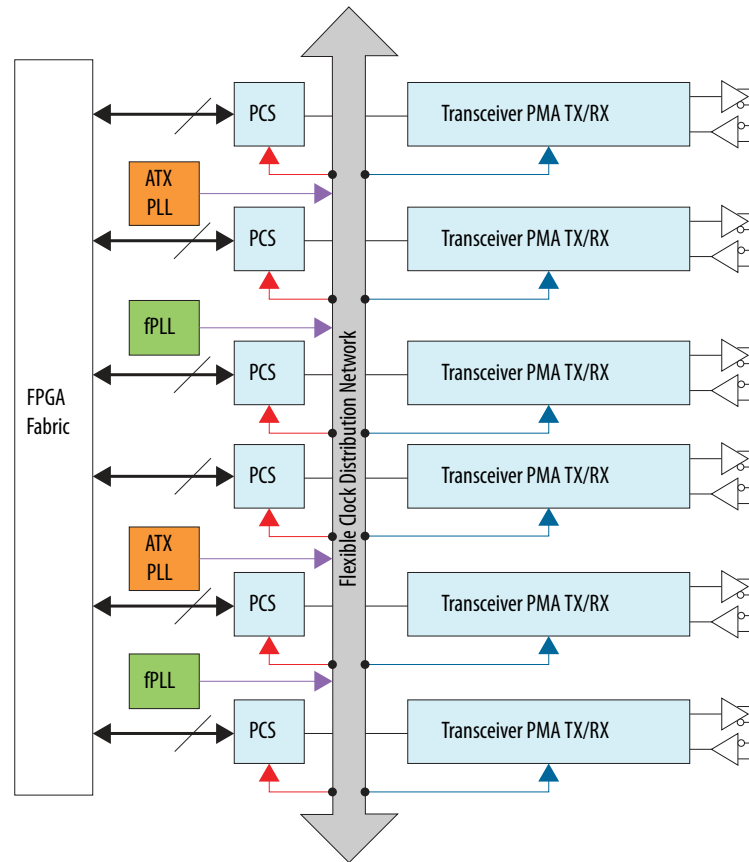 PCS
Transceiver PMA TX/RX
ATX
PLL
PCS
Transceiver PMA TX/RX
fPLL
PCS
Transceiver PMA TX/RX
FPGA
Fabric
Flexible Clock Distribution Network
PCS
Transceiver PMA TX/RX
ATX
PLL
PCS
Transceiver PMA TX/RX
fPLL
PCS
Transceiver PMA TX/RX